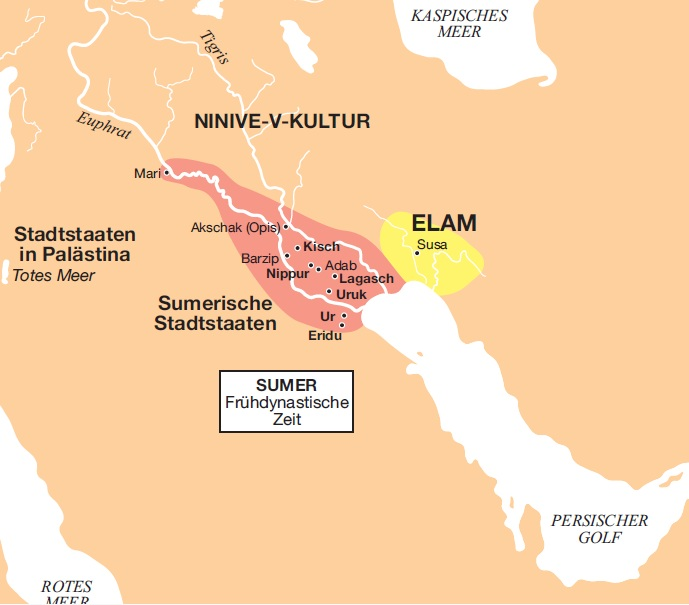 KASPISCHES
MEER
Tigris
Euphrat
NINIVE-V-KULTUR
Mari
ELAM
Susa
Akschak (Opis)
Kisch
Barzip
Adab
Nippur
Lagasch
Uruk
Ur
Eridu
Stadtstaaten
in Palästina
Totes Meer
Sumerische
Stadtstaaten
SUMER
Frühdynastische
Zeit
PERSISCHER
GOLF
ROTES
MEER